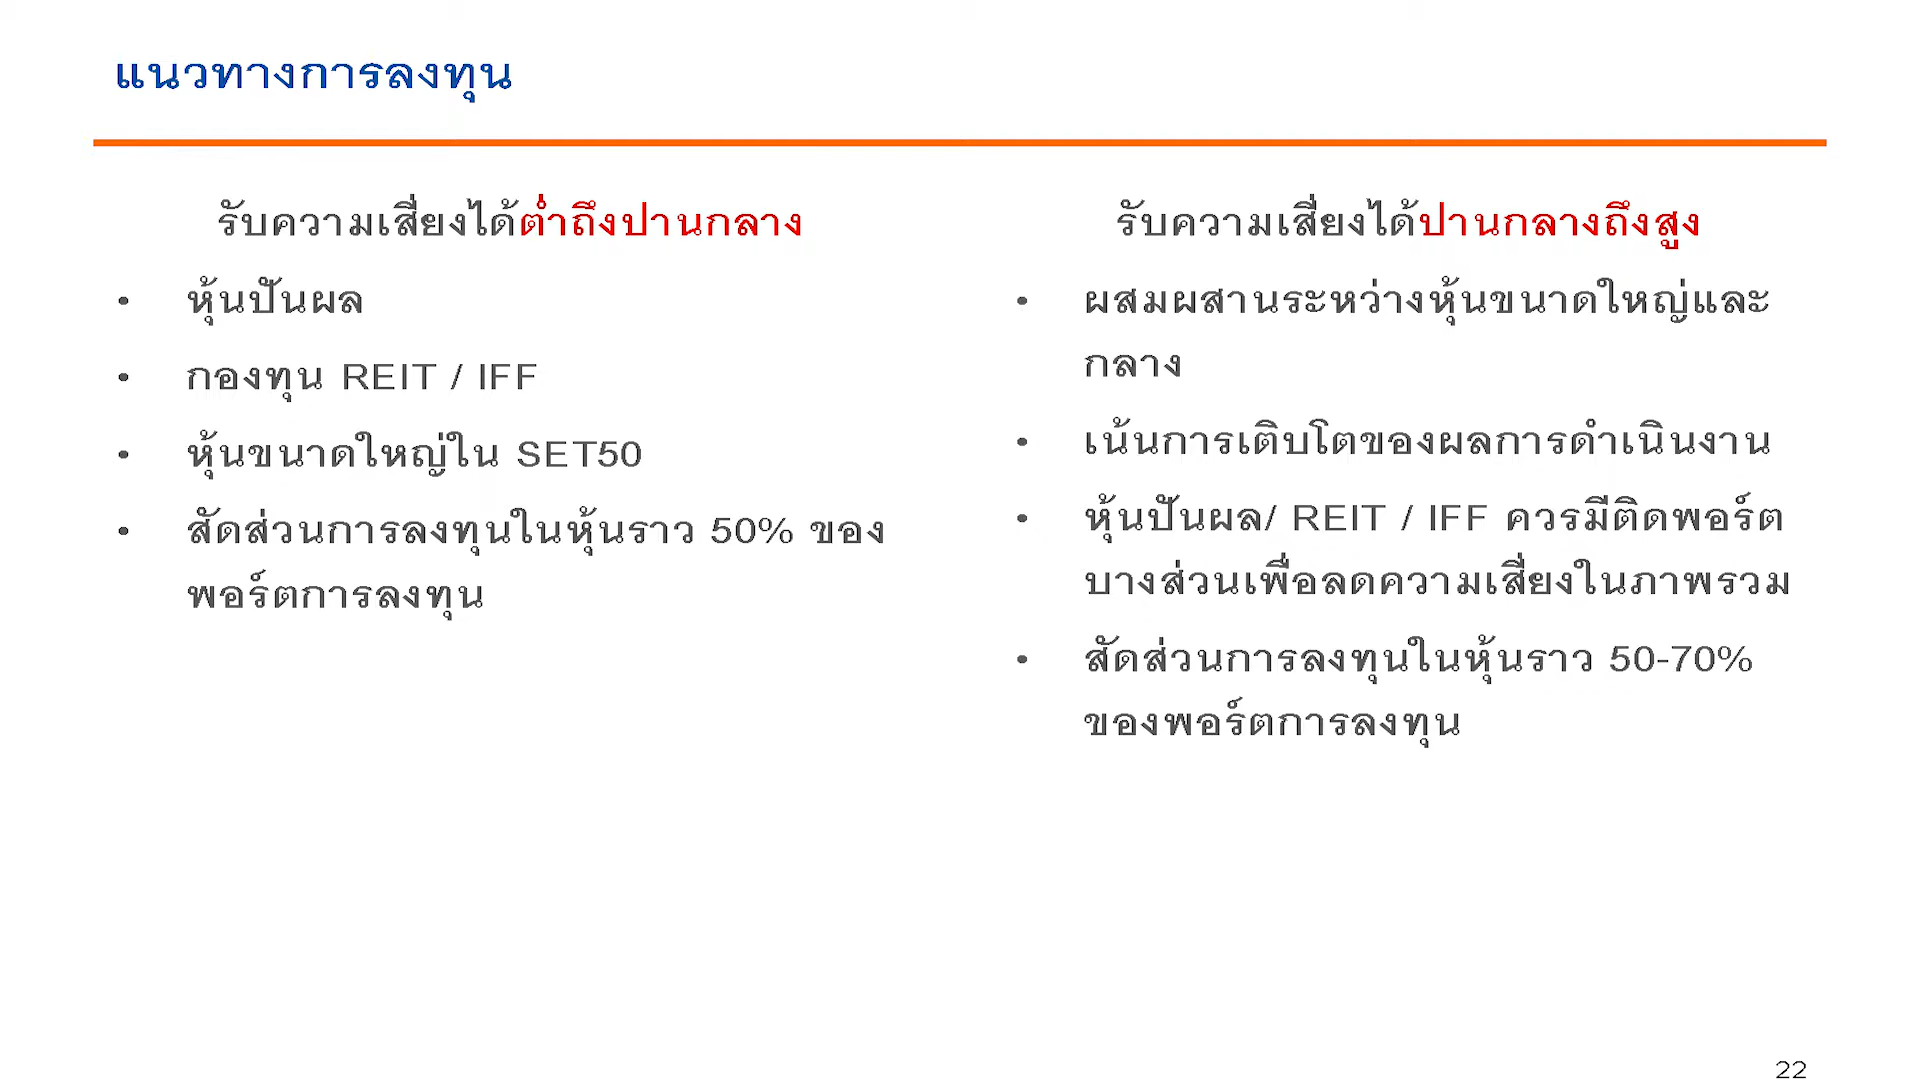 แนวทางการลงทุน
รับความเสี่ยงได้ต่ำถึงปานกลาง
• หุ้นปันผล
• กองทุน REIT / IFF
• หุ้นขนาดใหญ่ใน SET50
• สัดส่วนการลงทุนในหุ้นราว 50% ของ
พอร์ตการลงทุน
รับความเสี่ยงได้ปานกลางถึงสูง
• ผสมผสานระหว่างหุ้นขนาดใหญ่และ
กลาง
• เน้นการเติบโตของผลการดำเนินงาน
• หุ้นปันผล/ REIT / IFF ควรมีติดพอร์ต
บางส่วนเพื่อลดความเสี่ยงในภาพรวม
• สัดส่วนการลงทุนในหุ้นราว 50-70%
ของพอร์ตการลงทุน
22